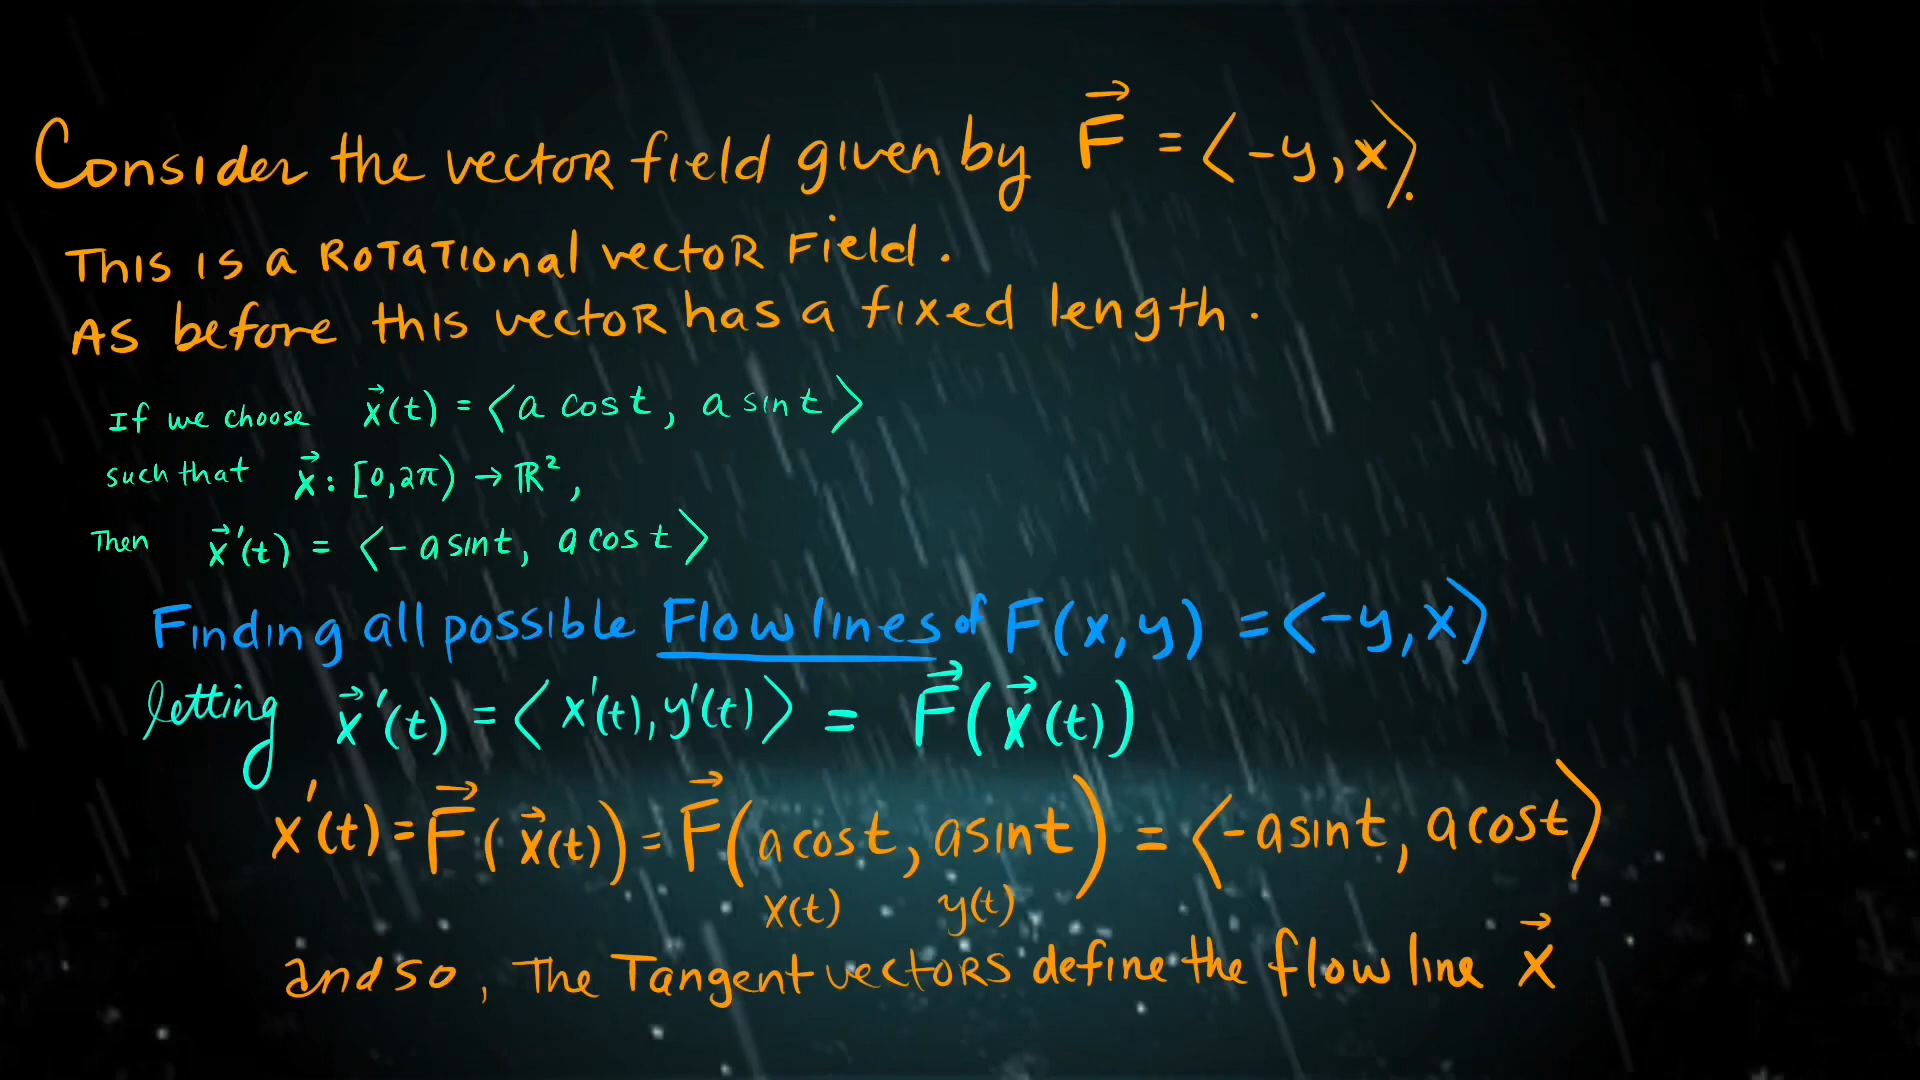 Consider the vector field given by F⃗ = ⟨-y, x⟩.
This is a Rotational vector Field.
As before this vector has a fixed length.
If we choose x⃗(t) = ⟨a cos t, a sin t⟩
such that x⃗ : [0, 2π) → ℝ²,
Then x⃗'(t) = ⟨-a sin t, a cos t⟩
Finding all possible Flow lines of F(x, y) = ⟨-y, x⟩
letting x⃗'(t) = ⟨x'(t), y'(t)⟩ = F⃗(x⃗(t))
x'(t) = F⃗(x⃗(t)) = F⃗(a cos t, a sin t) = ⟨-a sin t, a cos t⟩
x(t) y(t)
and so, The Tangent vectors define the flow line x⃗